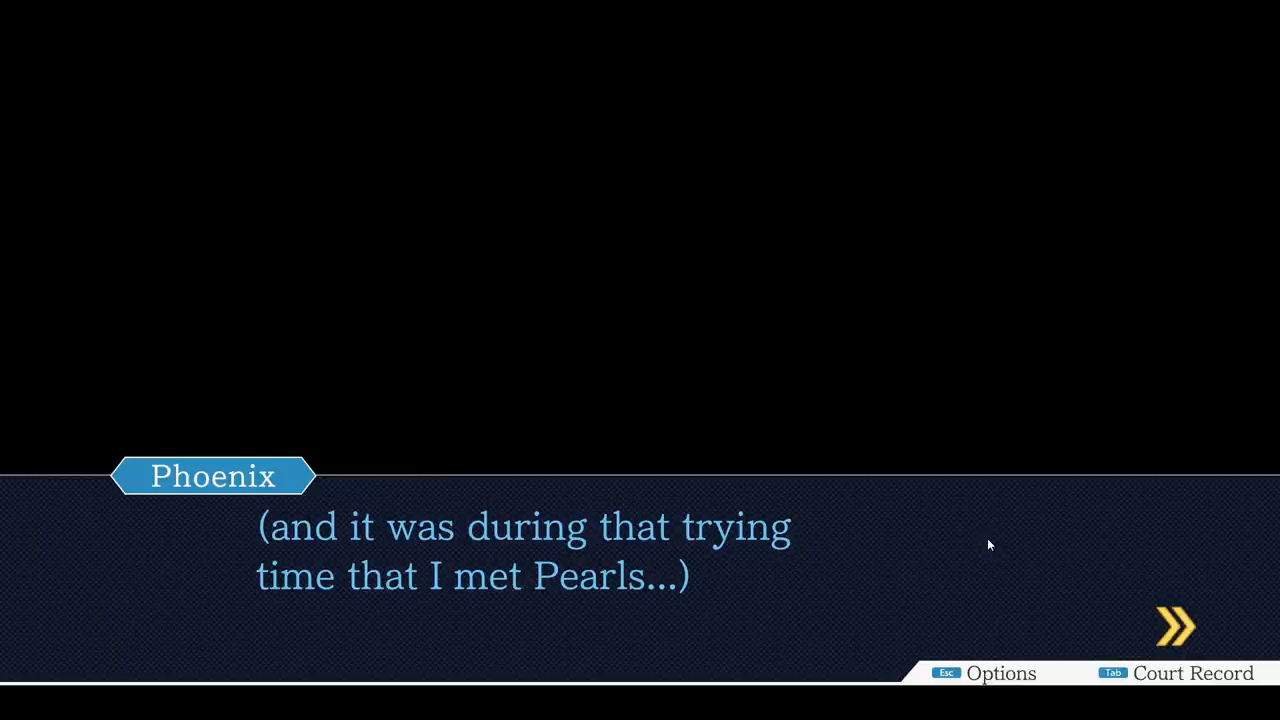 Phoenix
(and it was during that trying
time that I met Pearls...)
Esc Options Tab Court Record